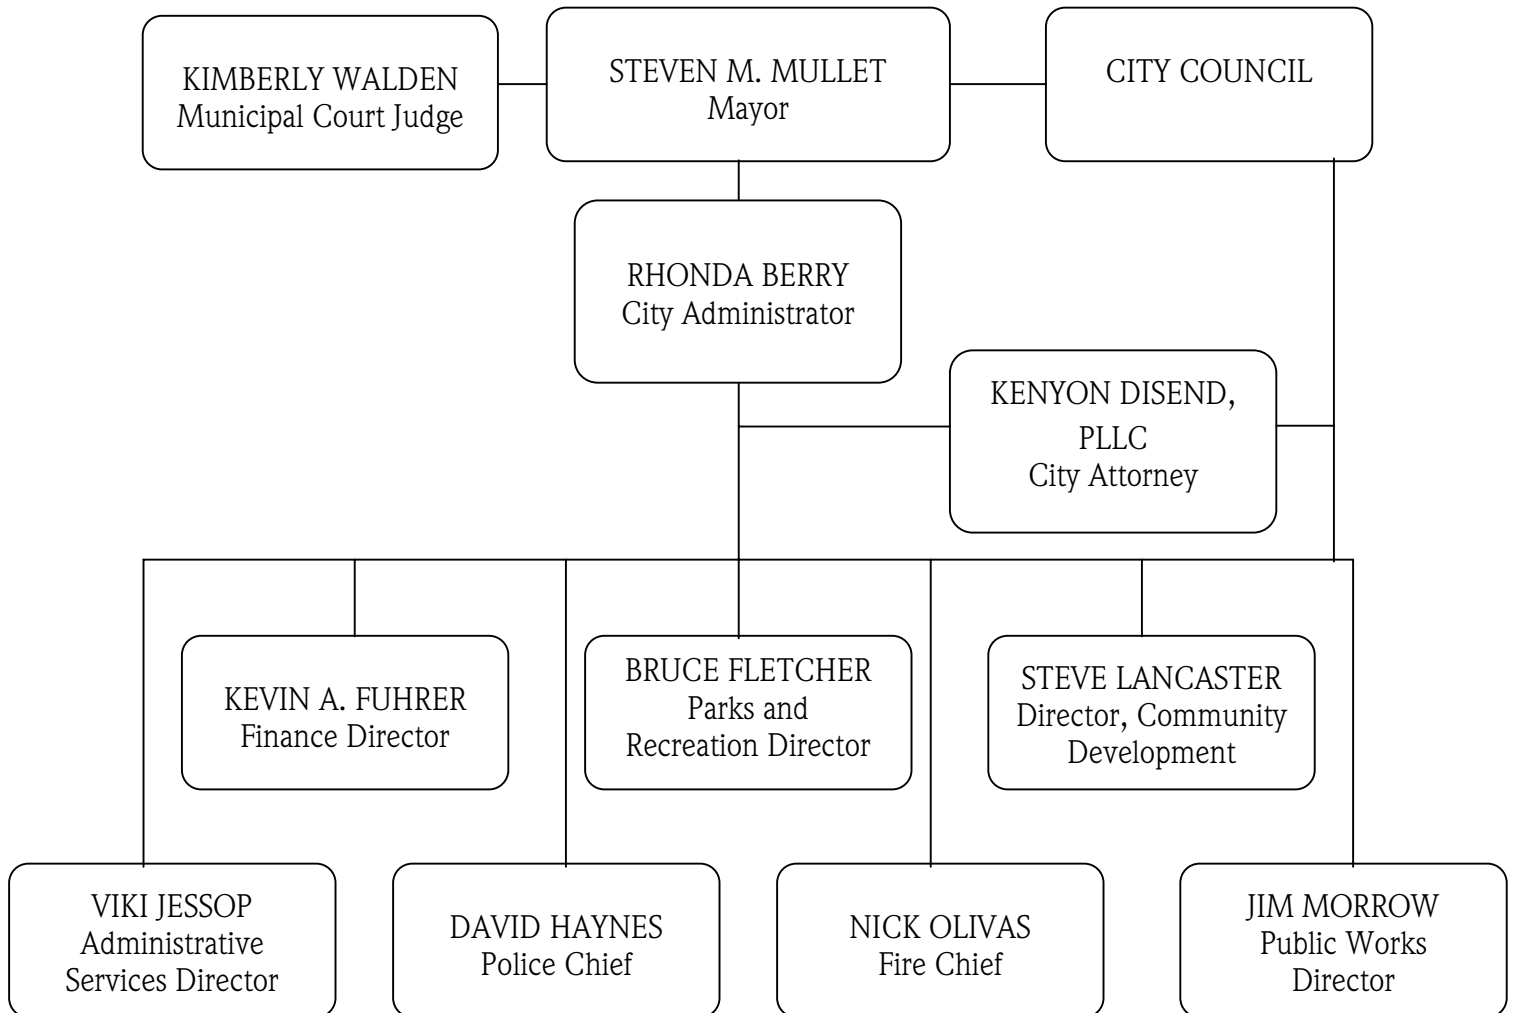 KIMBERLY WALDEN
Municipal Court Judge
STEVEN M. MULLET
Mayor
CITY COUNCIL
RHONDA BERRY
City Administrator
KENYON DISEND,
PLLC
City Attorney
KEVIN A. FUHRER
Finance Director
BRUCE FLETCHER
Parks and
Recreation Director
STEVE LANCASTER
Director, Community
Development
VIKI JESSOP
Administrative
Services Director
DAVID HAYNES
Police Chief
NICK OLIVAS
Fire Chief
JIM MORROW
Public Works
Director